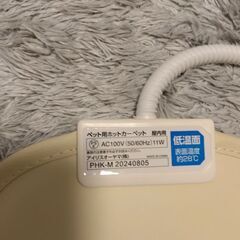 ペット用ホットカーペット 屋内用
AC100V (50/60Hz) 11W
アイリスオーヤマ(株)
PHK-M 20240805
低温面
表面温度
約28℃